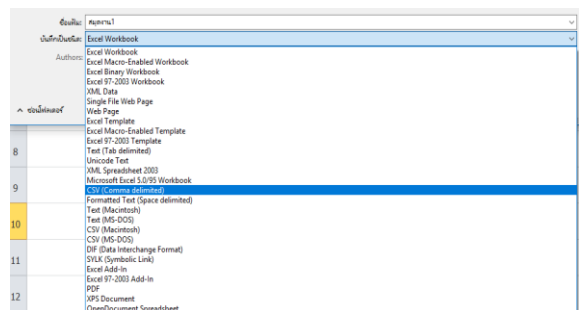 ชื่อแฟ้ม: สมุดงาน1
บันทึกเป็นชนิด: Excel Workbook
Authors:
Excel Workbook
Excel Macro-Enabled Workbook
Excel Binary Workbook
Excel 97-2003 Workbook
XML Data
Single File Web Page
Web Page
Excel Template
Excel Macro-Enabled Template
Excel 97-2003 Template
Text (Tab delimited)
Unicode Text
XML Spreadsheet 2003
Microsoft Excel 5.0/95 Workbook
CSV (Comma delimited)
Formatted Text (Space delimited)
Text (Macintosh)
Text (MS-DOS)
CSV (Macintosh)
CSV (MS-DOS)
DIF (Data Interchange Format)
SYLK (Symbolic Link)
Excel Add-In
Excel 97-2003 Add-In
PDF
XPS Document
OpenDocument Spreadsheet
ซ่อนโฟลเดอร์
8
9
10
11
12